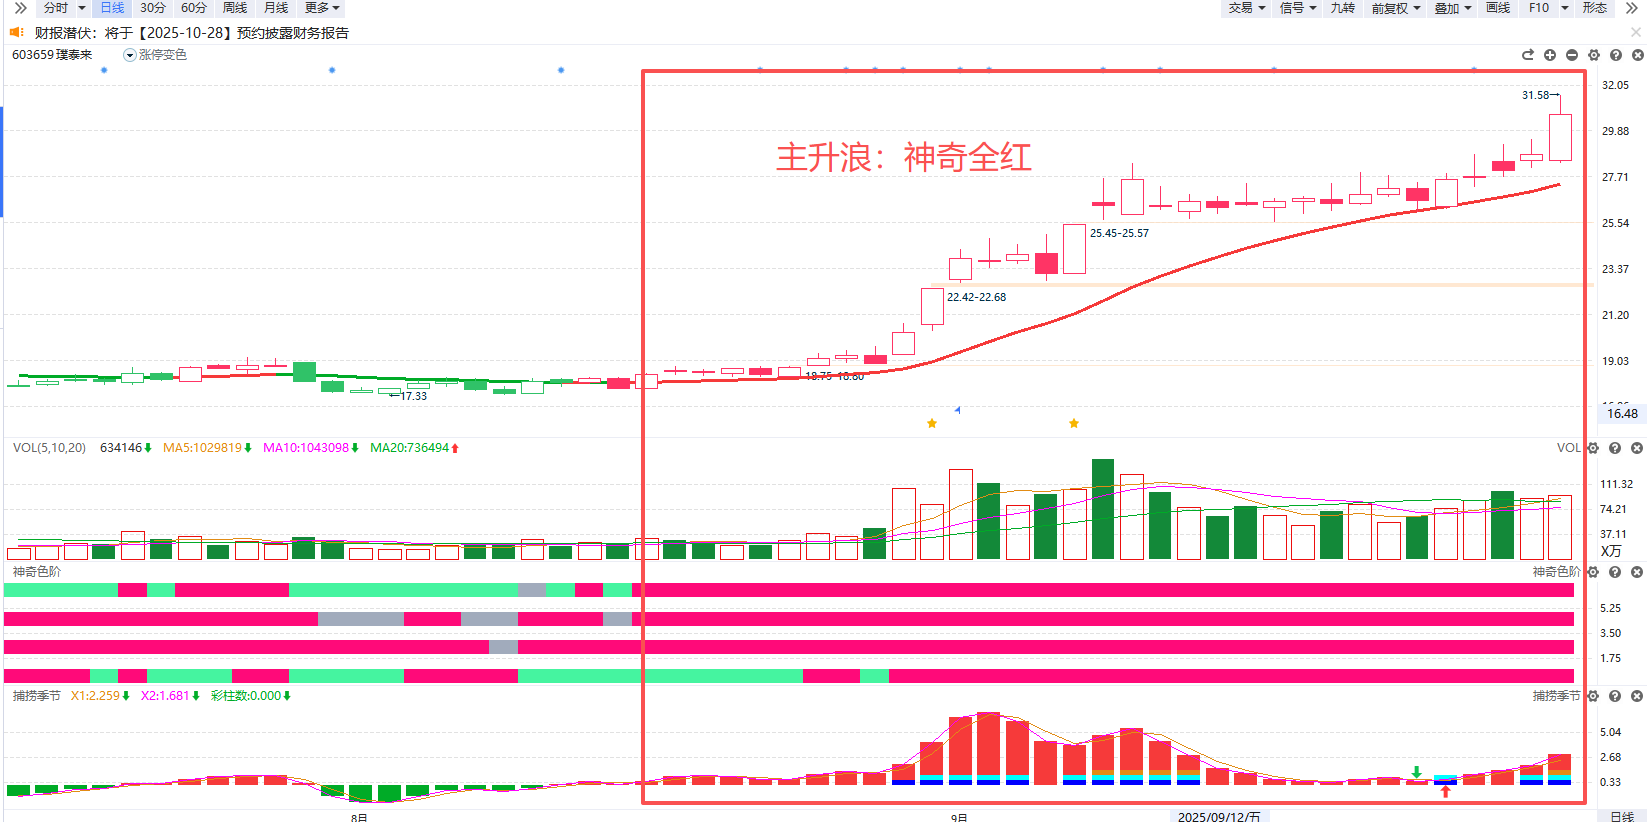 分时 日线 30分 60分 周线 月线 更多 交易 信号 九转 前复权 叠加 画线 F10 形态
财报潜伏：将于【2025-10-28】预约披露财务报告
603659 璞泰来 涨停变色
32.05
31.58
29.88
主升浪：神奇全红
27.71
25.54
25.45-25.57
23.37
22.42-22.68
21.20
19.03
18.75-18.80
17.33
16.48
VOL(5,10,20) 634146 MA5:1029819 MA10:1043098 MA20:736494 VOL
111.32
74.21
37.11
X万
神奇色阶 神奇色阶
5.25
3.50
1.75
捕捞季节 X1:2.259 X2:1.681 彩柱数:0.000 捕捞季节
5.04
2.68
0.33
8月 9月 2025/09/12/五 日线